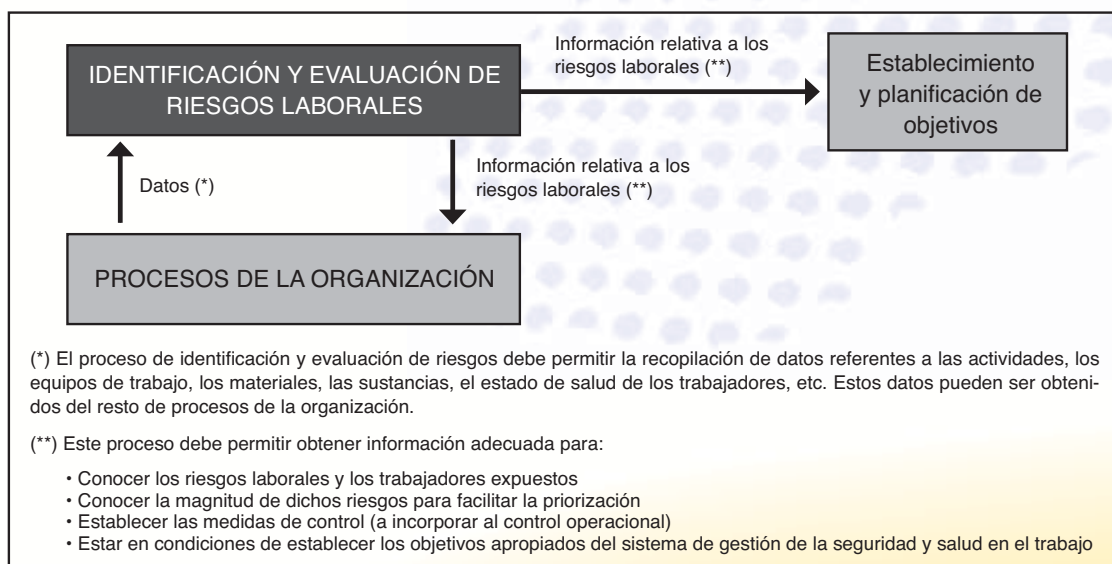 IDENTIFICACIÓN Y EVALUACIÓN DE
RIESGOS LABORALES
Información relativa a los
riesgos laborales (**)
Establecimiento
y planificación de
objetivos
Datos (*)
Información relativa a los
riesgos laborales (**)
PROCESOS DE LA ORGANIZACIÓN
(*) El proceso de identificación y evaluación de riesgos debe permitir la recopilación de datos referentes a las actividades, los
equipos de trabajo, los materiales, las sustancias, el estado de salud de los trabajadores, etc. Estos datos pueden ser obteni-
dos del resto de procesos de la organización.
(**) Este proceso debe permitir obtener información adecuada para:
• Conocer los riesgos laborales y los trabajadores expuestos
• Conocer la magnitud de dichos riesgos para facilitar la priorización
• Establecer las medidas de control (a incorporar al control operacional)
• Estar en condiciones de establecer los objetivos apropiados del sistema de gestión de la seguridad y salud en el trabajo